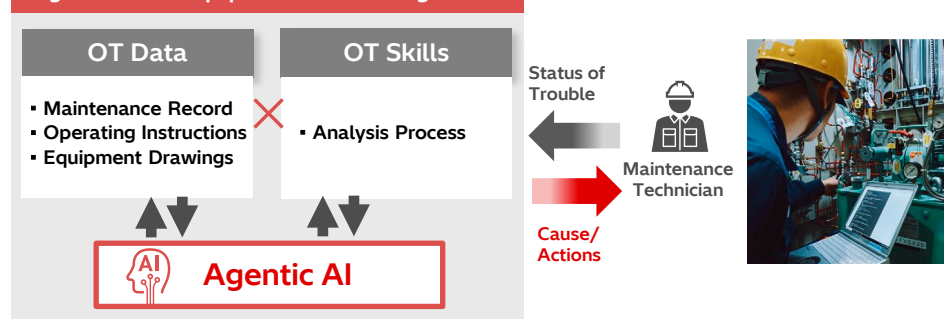 OT Data
OT Skills
▪ Maintenance Record
▪ Operating Instructions
▪ Equipment Drawings
▪ Analysis Process
Status of
Trouble
Maintenance
Technician
Cause/
Actions
AI
Agentic AI